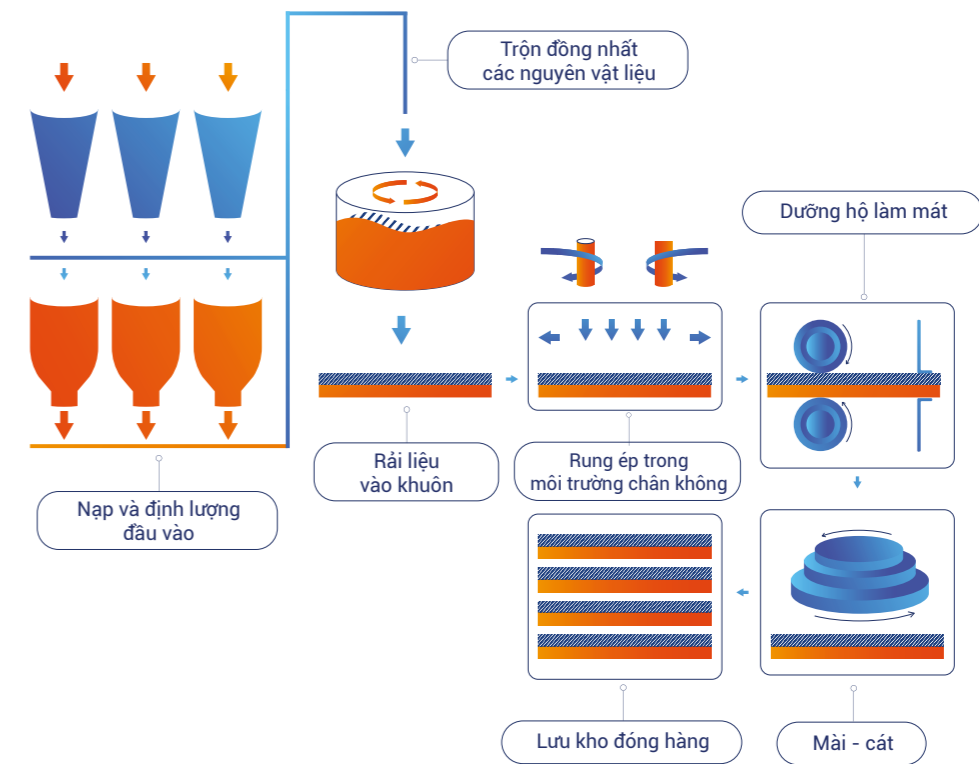 Trộn đồng nhất
các nguyên vật liệu
Dưỡng hộ làm mát
Rải liệu
vào khuôn
Rung ép trong
môi trường chân không
Nạp và định lượng
đầu vào
Lưu kho đóng hàng
Mài - cát